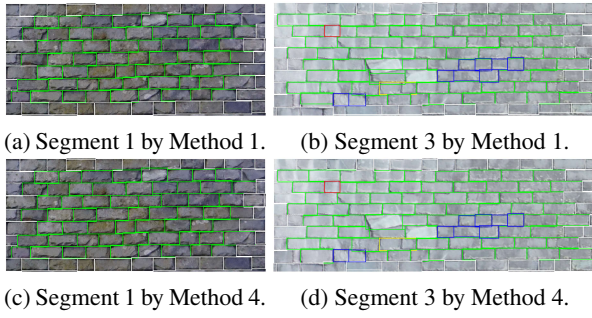 (a) Segment 1 by Method 1.
(b) Segment 3 by Method 1.
(c) Segment 1 by Method 4.
(d) Segment 3 by Method 4.